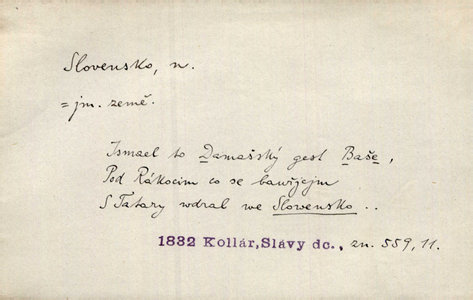 Slovensko, n.
= jm. země.
Ismael to Damašský gest Baše,
Pod Rákocim co se bawjcjm
S Tatary wdral we Slovensko ..
1832 Kollár, Slávy dc., zn. 559, 11.